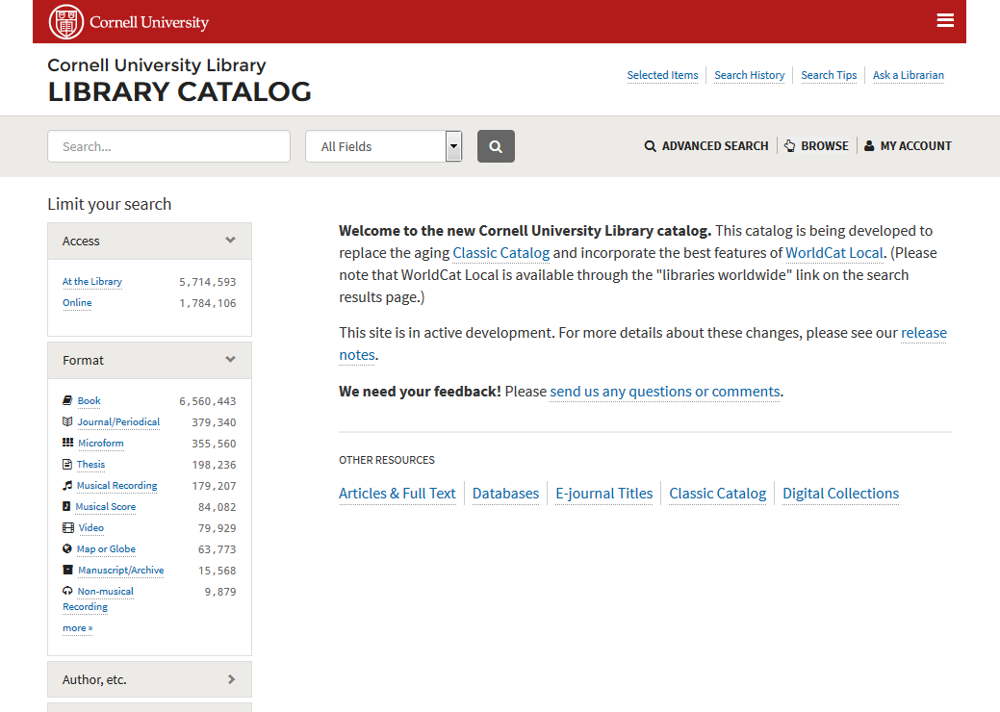 Cornell University
Cornell University Library
LIBRARY CATALOG
Selected Items
Search History
Search Tips
Ask a Librarian
Search...
All Fields
ADVANCED SEARCH
BROWSE
MY ACCOUNT
Limit your search
Access
At the Library 5,714,593
Online 1,784,106
Format
Book 6,560,443
Journal/Periodical 379,340
Microform 355,560
Thesis 198,236
Musical Recording 179,207
Musical Score 84,082
Video 79,929
Map or Globe 63,773
Manuscript/Archive 15,568
Non-musical 9,879
Recording
more »
Author, etc.
Welcome to the new Cornell University Library catalog. This catalog is being developed to
replace the aging Classic Catalog and incorporate the best features of WorldCat Local. (Please
note that WorldCat Local is available through the "libraries worldwide" link on the search
results page.)
This site is in active development. For more details about these changes, please see our release
notes.
We need your feedback! Please send us any questions or comments.
OTHER RESOURCES
Articles & Full Text
Databases
E-journal Titles
Classic Catalog
Digital Collections